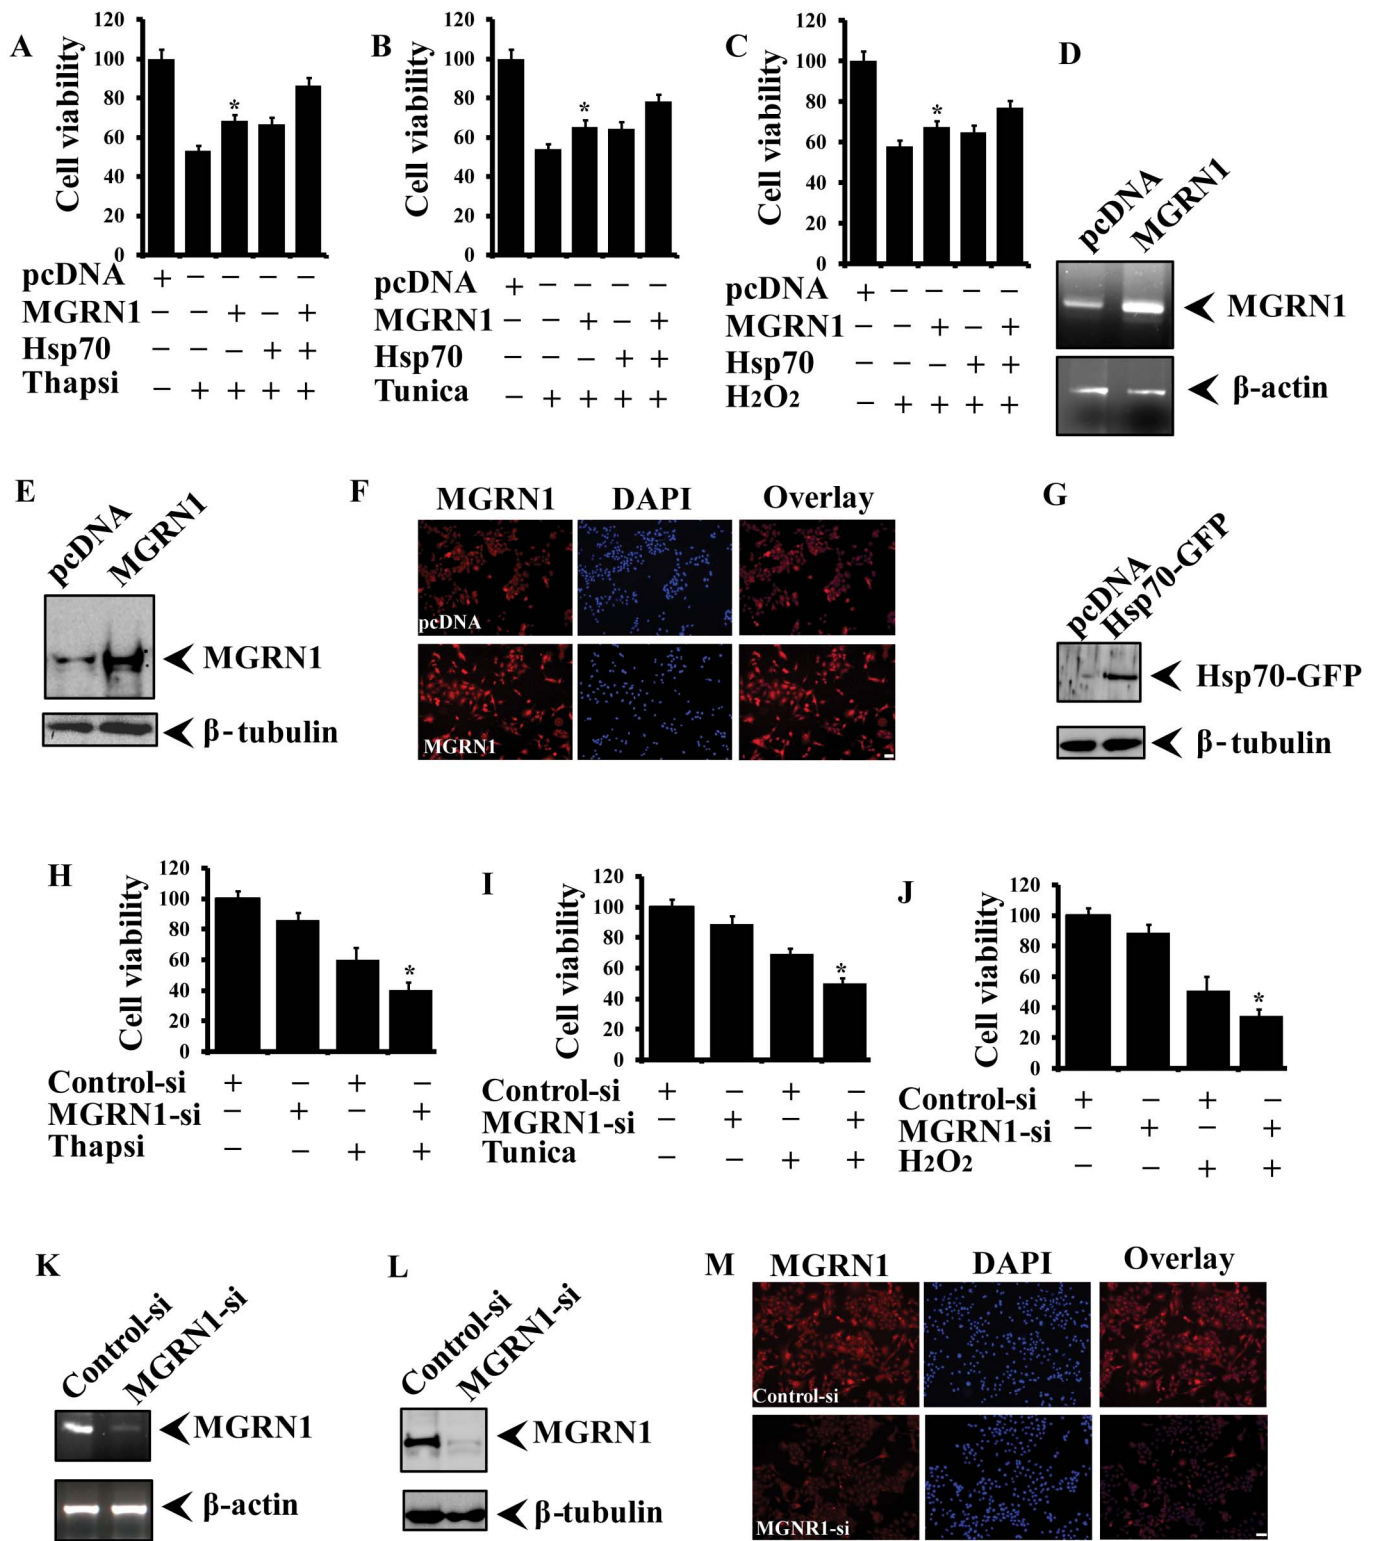 A
Cell viability
120
100
80
60
40
20
0
*
pcDNA + – – – –
MGRN1 – – + – +
Hsp70 – – – + +
Thapsi – + + + +
B
Cell viability
120
100
80
60
40
20
0
*
pcDNA + – – – –
MGRN1 – – + – +
Hsp70 – – – + +
Tunica – + + + +
C
Cell viability
120
100
80
60
40
20
0
*
pcDNA + – – – –
MGRN1 – – + – +
Hsp70 – – – + +
H2O2 – + + + +
D
pcDNA
MGRN1
MGRN1
β-actin
E
pcDNA
MGRN1
MGRN1
β-tubulin
F
MGRN1 DAPI Overlay
pcDNA
MGRN1
G
pcDNA
Hsp70-GFP
Hsp70-GFP
β-tubulin
H
Cell viability
120
100
80
60
40
20
0
*
Control-si + – + –
MGRN1-si – + – +
Thapsi – – + +
I
Cell viability
120
100
80
60
40
20
0
*
Control-si + – + –
MGRN1-si – + – +
Tunica – – + +
J
Cell viability
120
100
80
60
40
20
0
*
Control-si + – + –
MGRN1-si – + – +
H2O2 – – + +
K
Control-si
MGRN1-si
MGRN1
β-actin
L
Control-si
MGRN1-si
MGRN1
β-tubulin
M
MGRN1 DAPI Overlay
Control-si
MGNR1-si